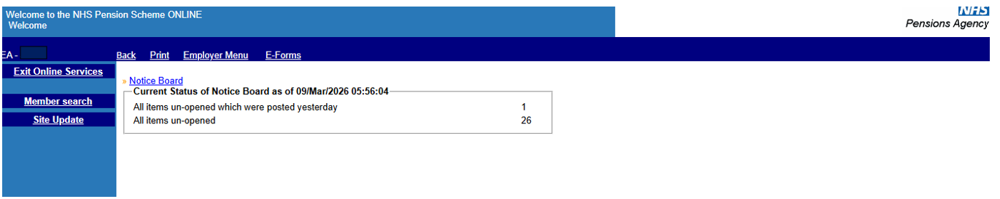 Welcome to the NHS Pension Scheme ONLINE
Welcome
NHS
Pensions Agency
EA -
Back Print Employer Menu E-Forms
Exit Online Services
Member search
Site Update
» Notice Board
Current Status of Notice Board as of 09/Mar/2026 05:56:04
All items un-opened which were posted yesterday 1
All items un-opened 26